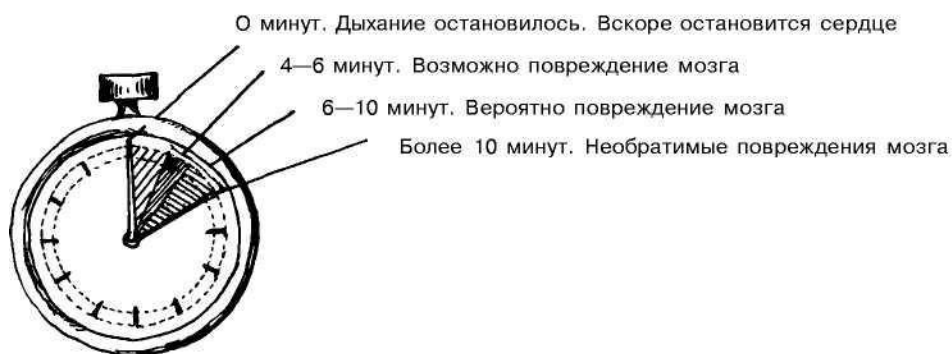 О минут. Дыхание остановилось. Вскоре остановится сердце
4—6 минут. Возможно повреждение мозга
6—10 минут. Вероятно повреждение мозга
Более 10 минут. Необратимые повреждения мозга